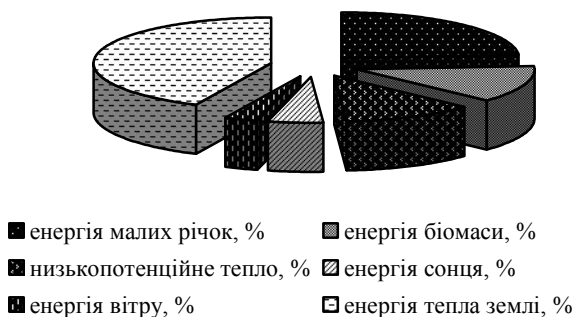 енергія малих річок, % енергія біомаси, %
низькопотенційне тепло, % енергія сонця, %
енергія вітру, % енергія тепла землі, %